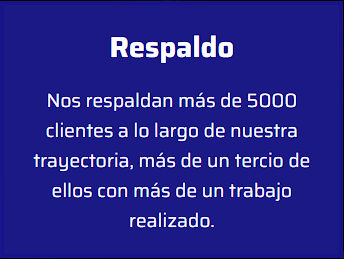 Respaldo
Nos respaldan más de 5000
clientes a lo largo de nuestra
trayectoria, más de un tercio de
ellos con más de un trabajo
realizado.